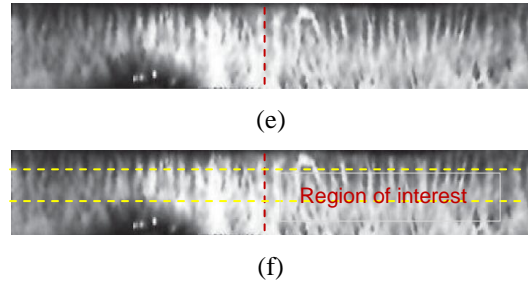 (e)
Region of interest
(f)